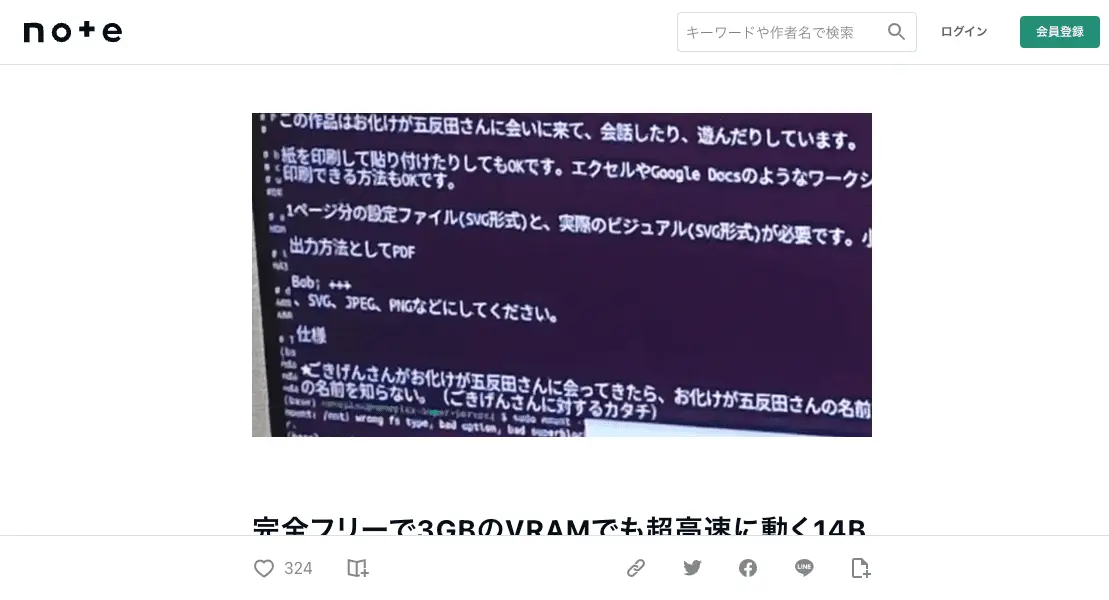 note
キーワードや作者名で検索
ログイン
会員登録
この作品はお化けが五反田さんに会いに来て、会話したり、遊んだりしています。
紙を印刷して貼り付けたりしてもOKです。エクセルやGoogle Docsのようなワークシ
印刷できる方法もOKです。
1ページ分の設定ファイル(SVG形式)と、実際のビジュアル(SVG形式)が必要です。小
出力方法としてPDF
Bob; +++
、SVG、JPEG、PNGなどにしてください。
仕様
★ごきげんさんがお化けが五反田さんに会ってきたら、お化けが五反田さんの名前
の名前を知らない。（ごきげんさんに対するカタチ）
$ sudo mount
mount: /mnt: wrong fs type, bad option, bad superbloc
完全フリーで3GBのVRAMでも超高速に動く14B
324
LINE